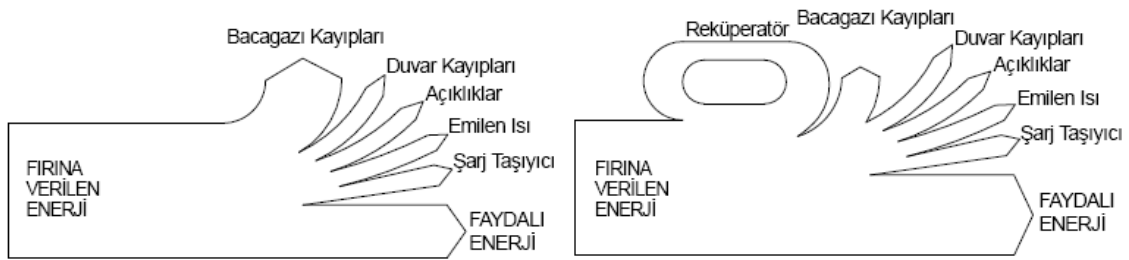 Bacagazı Kayıpları
Duvar Kayıpları
Açıklıklar
Emilen Isı
Şarj Taşıyıcı
FIRINA
VERİLEN
ENERJİ
FAYDALI
ENERJİ
Reküperatör
Bacagazı Kayıpları
Duvar Kayıpları
Açıklıklar
Emilen Isı
Şarj Taşıyıcı
FIRINA
VERİLEN
ENERJİ
FAYDALI
ENERJİ